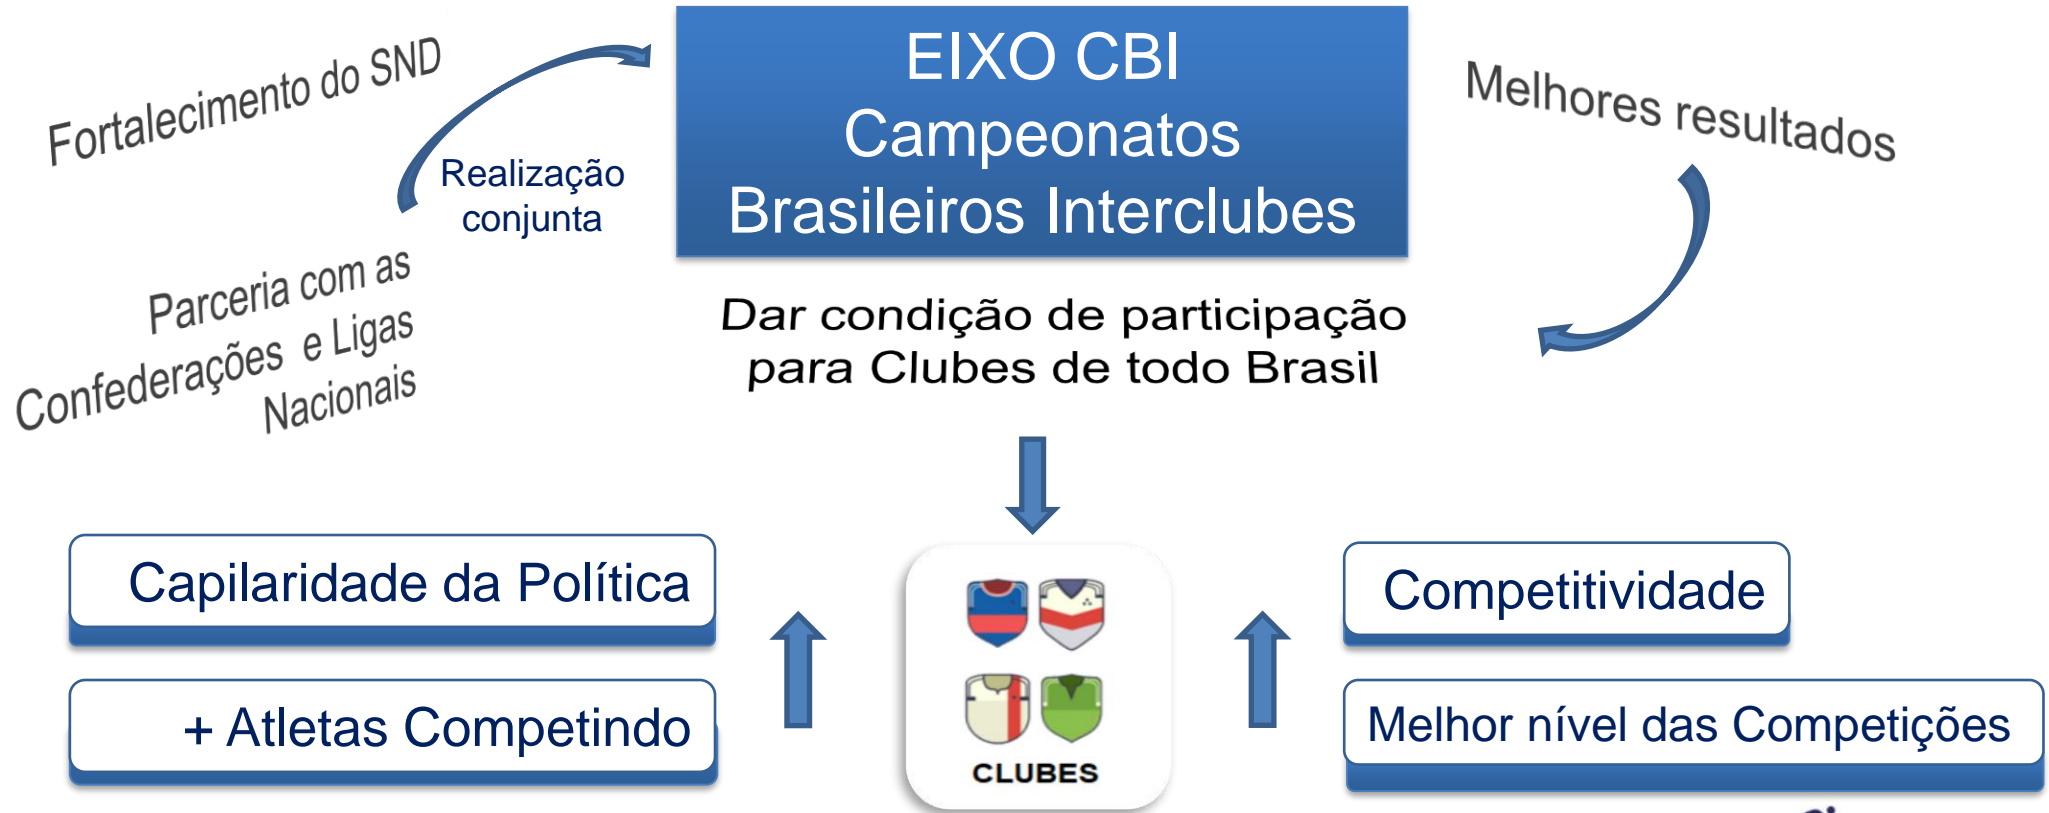 Fortalecimento do SND
EIXO CBI
Campeonatos
Brasileiros Interclubes
Melhores resultados
Realização
conjunta
Parceria com as
Confederações e Ligas
Nacionais
Dar condição de participação
para Clubes de todo Brasil
Capilaridade da Política
+ Atletas Competindo
CLUBES
Competitividade
Melhor nível das Competições